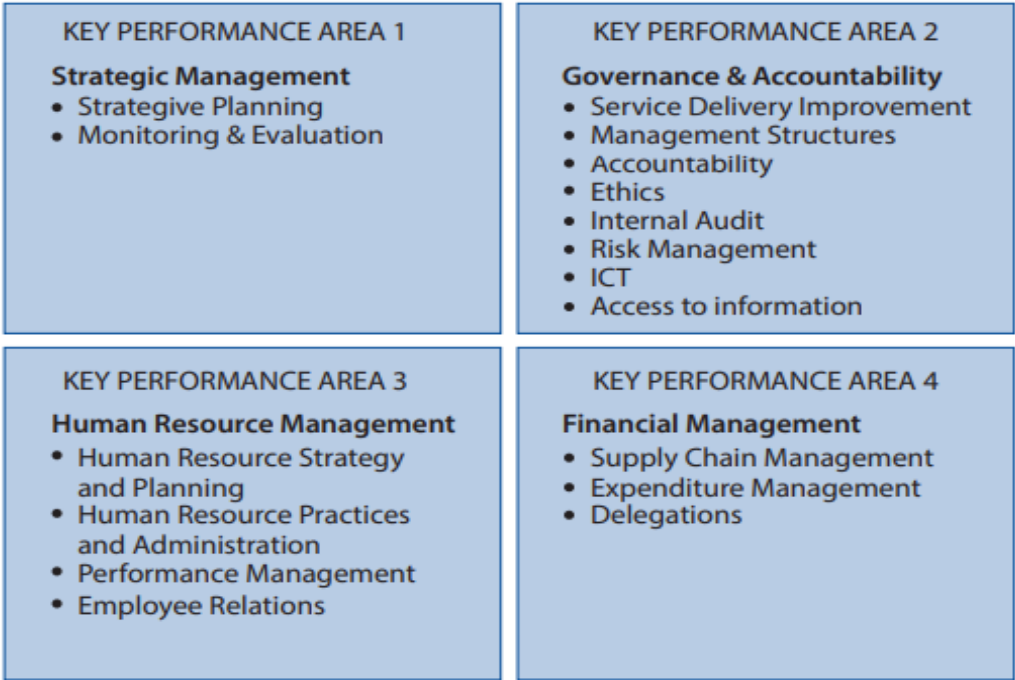 KEY PERFORMANCE AREA 1
Strategic Management
• Strategive Planning
• Monitoring & Evaluation
KEY PERFORMANCE AREA 2
Governance & Accountability
• Service Delivery Improvement
• Management Structures
• Accountability
• Ethics
• Internal Audit
• Risk Management
• ICT
• Access to information
KEY PERFORMANCE AREA 3
Human Resource Management
• Human Resource Strategy
and Planning
• Human Resource Practices
and Administration
• Performance Management
• Employee Relations
KEY PERFORMANCE AREA 4
Financial Management
• Supply Chain Management
• Expenditure Management
• Delegations